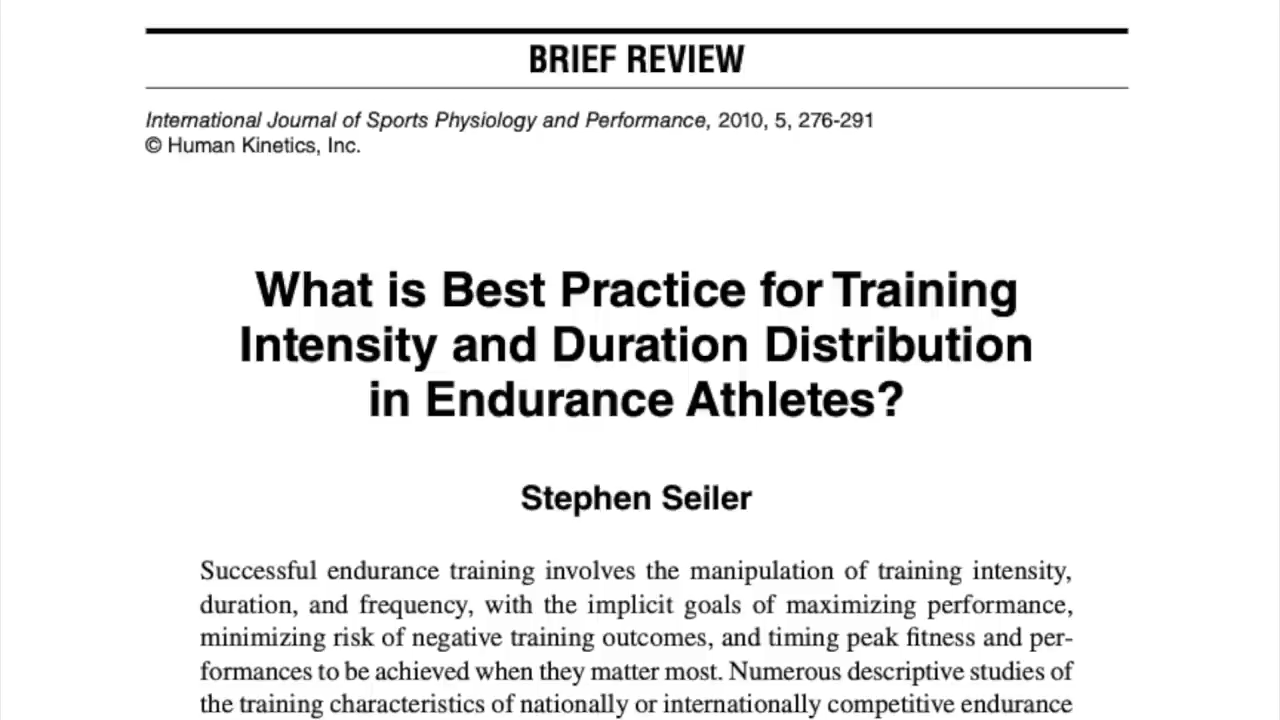 BRIEF REVIEW
International Journal of Sports Physiology and Performance, 2010, 5, 276-291
© Human Kinetics, Inc.
What is Best Practice for Training
Intensity and Duration Distribution
in Endurance Athletes?
Stephen Seiler
Successful endurance training involves the manipulation of training intensity,
duration, and frequency, with the implicit goals of maximizing performance,
minimizing risk of negative training outcomes, and timing peak fitness and per-
formances to be achieved when they matter most. Numerous descriptive studies of
the training characteristics of nationally or internationally competitive endurance